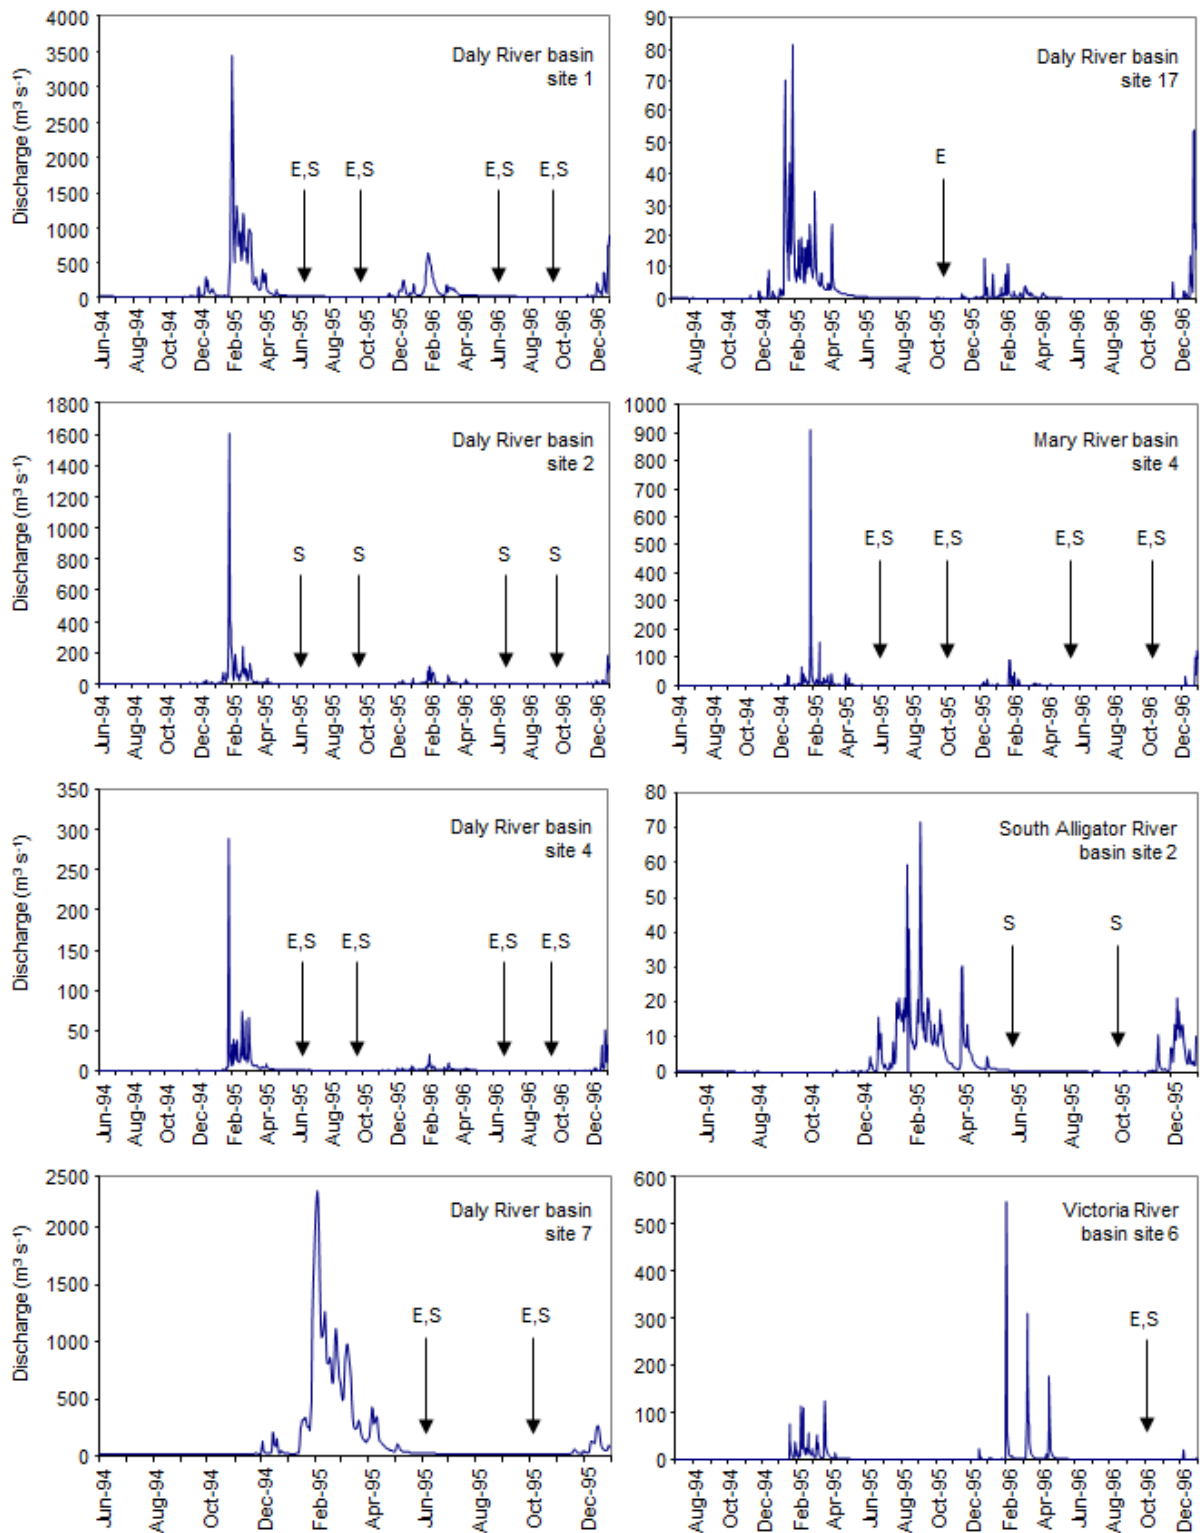 Daly River basin
site 1
Discharge (m³ s⁻¹)
4000
3500
3000
2500
2000
1500
1000
500
0
E,S E,S E,S E,S
Jun-94 Aug-94 Oct-94 Dec-94 Feb-95 Apr-95 Jun-95 Aug-95 Oct-95 Dec-95 Feb-96 Apr-96 Jun-96 Aug-96 Oct-96 Dec-96
Daly River basin
site 17
90
80
70
60
50
40
30
20
10
0
E
Aug-94 Oct-94 Dec-94 Feb-95 Apr-95 Jun-95 Aug-95 Oct-95 Dec-95 Feb-96 Apr-96 Jun-96 Aug-96 Oct-96 Dec-96
Daly River basin
site 2
Discharge (m³ s⁻¹)
1800
1600
1400
1200
1000
800
600
400
200
0
S S S S
Jun-94 Aug-94 Oct-94 Dec-94 Feb-95 Apr-95 Jun-95 Aug-95 Oct-95 Dec-95 Feb-96 Apr-96 Jun-96 Aug-96 Oct-96 Dec-96
Mary River basin
site 4
1000
900
800
700
600
500
400
300
200
100
0
E,S E,S E,S E,S
Jun-94 Aug-94 Oct-94 Dec-94 Feb-95 Apr-95 Jun-95 Aug-95 Oct-95 Dec-95 Feb-96 Apr-96 Jun-96 Aug-96 Oct-96 Dec-96
Daly River basin
site 4
Discharge (m³ s⁻¹)
350
300
250
200
150
100
50
0
E,S E,S E,S E,S
Jun-94 Aug-94 Oct-94 Dec-94 Feb-95 Apr-95 Jun-95 Aug-95 Oct-95 Dec-95 Feb-96 Apr-96 Jun-96 Aug-96 Oct-96 Dec-96
South Alligator River
basin site 2
80
70
60
50
40
30
20
10
0
S S
Jun-94 Aug-94 Oct-94 Dec-94 Feb-95 Apr-95 Jun-95 Aug-95 Oct-95 Dec-95
Daly River basin
site 7
Discharge (m³ s⁻¹)
2500
2000
1500
1000
500
0
E,S E,S
Jun-94 Aug-94 Oct-94 Dec-94 Feb-95 Apr-95 Jun-95 Aug-95 Oct-95 Dec-95
Victoria River
basin site 6
600
500
400
300
200
100
0
E,S
Aug-94 Oct-94 Dec-94 Feb-95 Apr-95 Jun-95 Aug-95 Oct-95 Dec-95 Feb-96 Apr-96 Jun-96 Aug-96 Oct-96 Dec-96